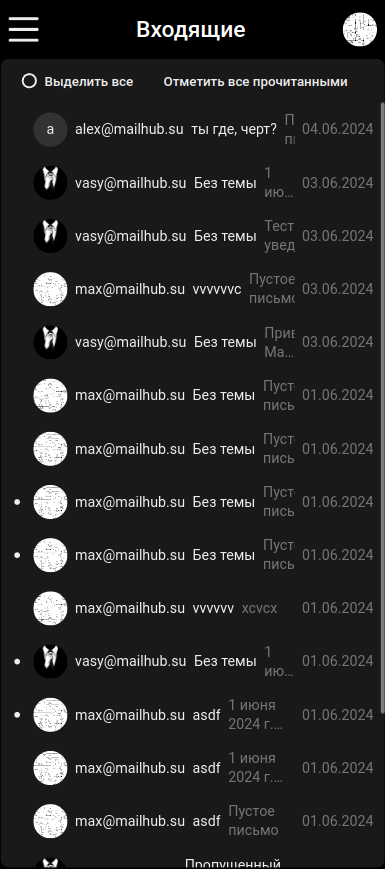 Входящие
Выделить все Отметить все прочитанными
a alex@mailhub.su ты где, черт? 04.06.2024
vasy@mailhub.su Без темы 1 03.06.2024
ию…
vasy@mailhub.su Без темы Тест 03.06.2024
увед
max@mailhub.su vvvvvvc Пустое 03.06.2024
письмо
vasy@mailhub.su Без темы Прив 03.06.2024
Ма…
max@mailhub.su Без темы Пуст 01.06.2024
пись
max@mailhub.su Без темы Пуст 01.06.2024
пись
max@mailhub.su Без темы Пуст 01.06.2024
пись
max@mailhub.su Без темы Пуст 01.06.2024
пись
max@mailhub.su vvvvvv xcvcx 01.06.2024
vasy@mailhub.su Без темы 1 01.06.2024
ию…
max@mailhub.su asdf 1 июня 01.06.2024
2024 г.…
max@mailhub.su asdf 1 июня 01.06.2024
2024 г.…
max@mailhub.su asdf Пустое 01.06.2024
письмо
Пропущенный